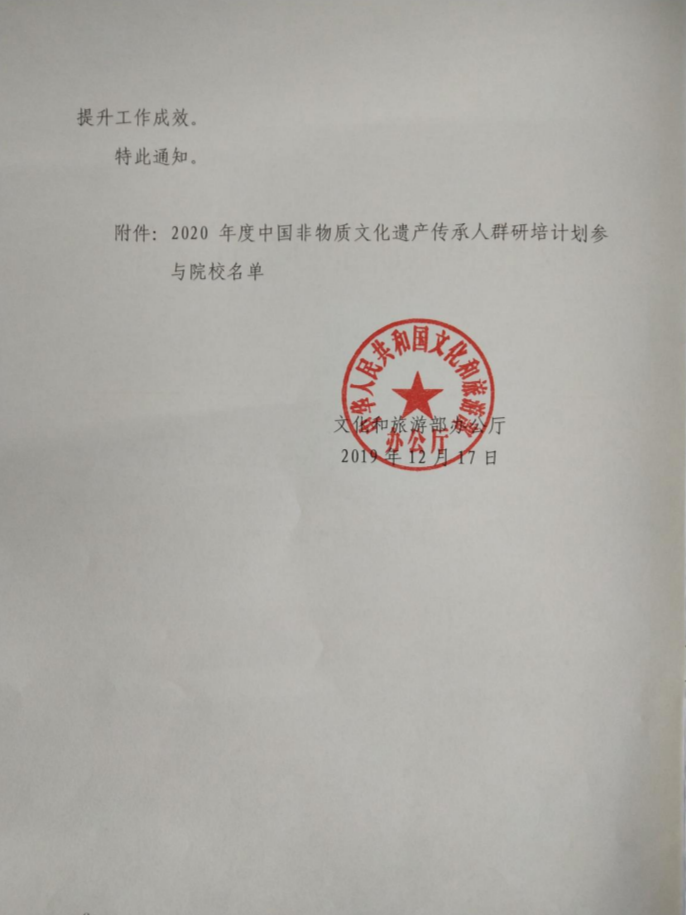 提升工作成效。
特此通知。
附件：2020 年度中国非物质文化遗产传承人群研培计划参
与院校名单
中华人民共和国文化和旅游部
办公厅
文化和旅游部办公厅
2019 年 12 月 17 日